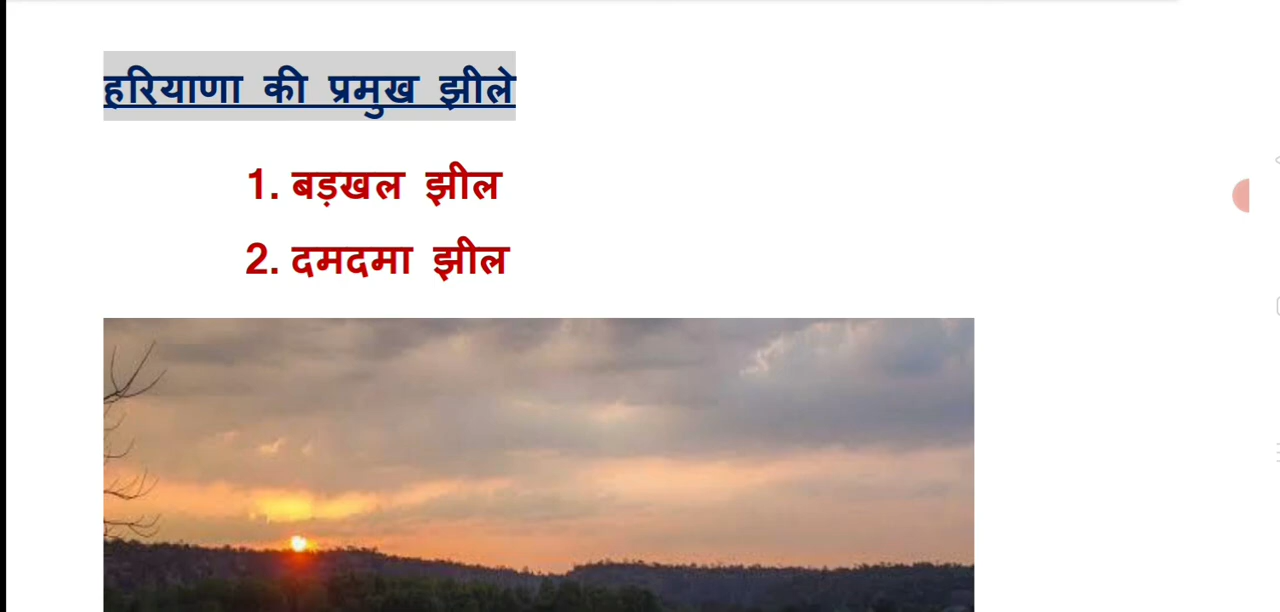 हरियाणा की प्रमुख झीले
1. बड़खल झील
2. दमदमा झील